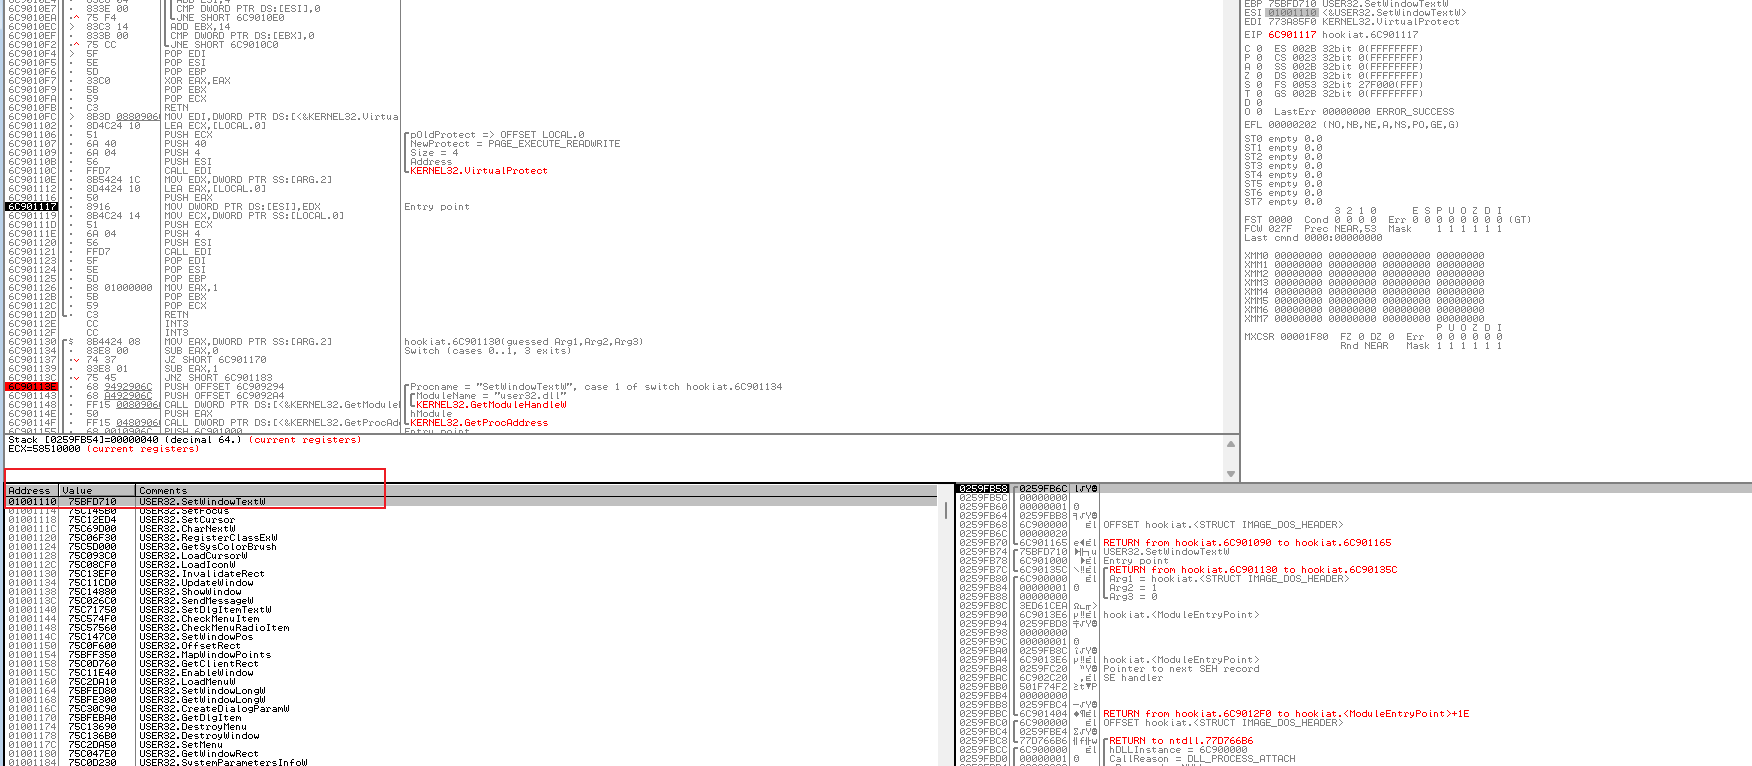 6C9010E7 · 833E 00 CMP DWORD PTR DS:[ESI],0
6C9010EA ·^ 75 F4 JNE SHORT 6C9010E0
6C9010EC > 83C3 14 ADD EBX,14
6C9010EF · 833B 00 CMP DWORD PTR DS:[EBX],0
6C9010F2 ·^ 75 CC JNE SHORT 6C9010C0
6C9010F4 > 5F POP EDI
6C9010F5 · 5E POP ESI
6C9010F6 · 5D POP EBP
6C9010F7 · 33C0 XOR EAX,EAX
6C9010F9 · 5B POP EBX
6C9010FA · 59 POP ECX
6C9010FB · C3 RETN
6C9010FC > 8B3D 0880906 MOV EDI,DWORD PTR DS:[<&KERNEL32.Virtua
6C901102 · 8D4C24 10 LEA ECX,[LOCAL.0]
6C901106 · 51 PUSH ECX pOldProtect => OFFSET LOCAL.0
6C901107 · 6A 40 PUSH 40 NewProtect = PAGE_EXECUTE_READWRITE
6C901109 · 6A 04 PUSH 4 Size = 4
6C90110B · 56 PUSH ESI Address
6C90110C · FFD7 CALL EDI KERNEL32.VirtualProtect
6C90110E · 8B5424 1C MOV EDX,DWORD PTR SS:[ARG.2]
6C901112 · 8D4424 10 LEA EAX,[LOCAL.0]
6C901116 · 50 PUSH EAX
6C901117 · 8916 MOV DWORD PTR DS:[ESI],EDX Entry point
6C901119 · 8B4C24 14 MOV ECX,DWORD PTR SS:[LOCAL.0]
6C90111D · 51 PUSH ECX
6C90111E · 6A 04 PUSH 4
6C901120 · 56 PUSH ESI
6C901121 · FFD7 CALL EDI
6C901123 · 5F POP EDI
6C901124 · 5E POP ESI
6C901125 · 5D POP EBP
6C901126 · B8 01000000 MOV EAX,1
6C90112B · 5B POP EBX
6C90112C · 59 POP ECX
6C90112D · C3 RETN
6C90112E CC INT3
6C90112F CC INT3
6C901130 $ 8B4424 08 MOV EAX,DWORD PTR SS:[ARG.2] hookiat.6C901130(guessed Arg1,Arg2,Arg3)
6C901134 · 83E8 00 SUB EAX,0 Switch (cases 0..1, 3 exits)
6C901137 ·v 74 37 JZ SHORT 6C901170
6C901139 · 83E8 01 SUB EAX,1
6C90113C ·v 75 45 JNZ SHORT 6C901183
6C90113E · 68 9492906C PUSH OFFSET 6C909294 Procname = "SetWindowTextW", case 1 of switch hookiat.6C901134
6C901143 · 68 A492906C PUSH OFFSET 6C9092A4 ModuleName = "user32.dll"
6C901148 · FF15 0080906 CALL DWORD PTR DS:[<&KERNEL32.GetModule KERNEL32.GetModuleHandleW
6C90114E · 50 PUSH EAX hModule
6C90114F · FF15 0480906 CALL DWORD PTR DS:[<&KERNEL32.GetProcAd KERNEL32.GetProcAddress
6C901155 · 68 0010906C PUSH 6C901000 Entry point
Stack [0259FB54]=00000040 (decimal 64.) (current registers)
ECX=58510000 (current registers)
EBP 75BFD710 USER32.SetWindowTextW
ESI 01001110 <&USER32.SetWindowTextW>
EDI 773A85F0 KERNEL32.VirtualProtect
EIP 6C901117 hookiat.6C901117
C 0 ES 002B 32bit 0(FFFFFFFF)
P 0 CS 0023 32bit 0(FFFFFFFF)
A 0 SS 002B 32bit 0(FFFFFFFF)
Z 0 DS 002B 32bit 0(FFFFFFFF)
S 0 FS 0053 32bit 27F000(FFF)
T 0 GS 002B 32bit 0(FFFFFFFF)
D 0
O 0 LastErr 00000000 ERROR_SUCCESS
EFL 00000202 (NO,NB,NE,A,NS,PO,GE,G)
ST0 empty 0.0
ST1 empty 0.0
ST2 empty 0.0
ST3 empty 0.0
ST4 empty 0.0
ST5 empty 0.0
ST6 empty 0.0
ST7 empty 0.0
3 2 1 0 E S P U O Z D I
FST 0000 Cond 0 0 0 0 Err 0 0 0 0 0 0 0 0 (GT)
FCW 027F Prec NEAR,53 Mask 1 1 1 1 1 1
Last cmnd 0000:00000000
XMM0 00000000 00000000 00000000 00000000
XMM1 00000000 00000000 00000000 00000000
XMM2 00000000 00000000 00000000 00000000
XMM3 00000000 00000000 00000000 00000000
XMM4 00000000 00000000 00000000 00000000
XMM5 00000000 00000000 00000000 00000000
XMM6 00000000 00000000 00000000 00000000
XMM7 00000000 00000000 00000000 00000000
P U O Z D I
MXCSR 00001F80 FZ 0 DZ 0 Err 0 0 0 0 0 0
Rnd NEAR Mask 1 1 1 1 1 1
Address Value Comments
01001110 75BFD710 USER32.SetWindowTextW
01001114 75C145B0 USER32.SetFocus
01001118 75C12ED4 USER32.SetCursor
0100111C 75C69D00 USER32.CharNextW
01001120 75C06F30 USER32.RegisterClassExW
01001124 75C5D000 USER32.GetSysColorBrush
01001128 75C093C0 USER32.LoadCursorW
0100112C 75C08CF0 USER32.LoadIconW
01001130 75C13EF0 USER32.InvalidateRect
01001134 75C11CD0 USER32.UpdateWindow
01001138 75C14880 USER32.ShowWindow
0100113C 75C026C0 USER32.SendMessageW
01001140 75C71750 USER32.SetDlgItemTextW
01001144 75C574F0 USER32.CheckMenuItem
01001148 75C57560 USER32.CheckMenuRadioItem
0100114C 75C147C0 USER32.SetWindowPos
01001150 75C0F600 USER32.OffsetRect
01001154 75BFF350 USER32.MapWindowPoints
01001158 75C0D760 USER32.GetClientRect
0100115C 75C11E40 USER32.EnableWindow
01001160 75C2DA10 USER32.LoadMenuW
01001164 75BFED80 USER32.SetWindowLongW
01001168 75BFE300 USER32.GetWindowLongW
0100116C 75C30C90 USER32.CreateDialogParamW
01001170 75BFEBA0 USER32.GetDlgItem
01001174 75C13690 USER32.DestroyMenu
01001178 75C136B0 USER32.DestroyWindow
0100117C 75C2DA50 USER32.SetMenu
01001180 75C047E0 USER32.GetWindowRect
01001184 75C0D230 USER32.SystemParametersInfoW
0259FB58 0259FB6C
0259FB5C 00000000
0259FB60 00000001
0259FB64 0259FBB8
0259FB68 6C900000 OFFSET hookiat.<STRUCT IMAGE_DOS_HEADER>
0259FB6C 00000020
0259FB70 6C901165 RETURN from hookiat.6C901090 to hookiat.6C901165
0259FB74 75BFD710 USER32.SetWindowTextW
0259FB78 6C901000 Entry point
0259FB7C 6C90135C RETURN from hookiat.6C901130 to hookiat.6C90135C
0259FB80 6C900000 Arg1 = hookiat.<STRUCT IMAGE_DOS_HEADER>
0259FB84 00000001 Arg2 = 1
0259FB88 00000000 Arg3 = 0
0259FB8C 3ED61CEA
0259FB90 6C9013E6 hookiat.<ModuleEntryPoint>
0259FB94 0259FBD8
0259FB98 00000000
0259FB9C 00000001
0259FBA0 0259FB8C
0259FBA4 6C9013E6 hookiat.<ModuleEntryPoint>
0259FBA8 0259FC20 Pointer to next SEH record
0259FBAC 6C902C20 SE handler
0259FBB0 501F74F2
0259FBB4 00000000
0259FBB8 0259FBC4
0259FBBC 6C901404 RETURN from hookiat.6C9012F0 to hookiat.<ModuleEntryPoint>+1E
0259FBC0 6C900000 OFFSET hookiat.<STRUCT IMAGE_DOS_HEADER>
0259FBC4 0259FBE4
0259FBC8 77D766B6 RETURN to ntdll.77D766B6
0259FBCC 6C900000 hDLLInstance = 6C900000
0259FBD0 00000001 CallReason = DLL_PROCESS_ATTACH